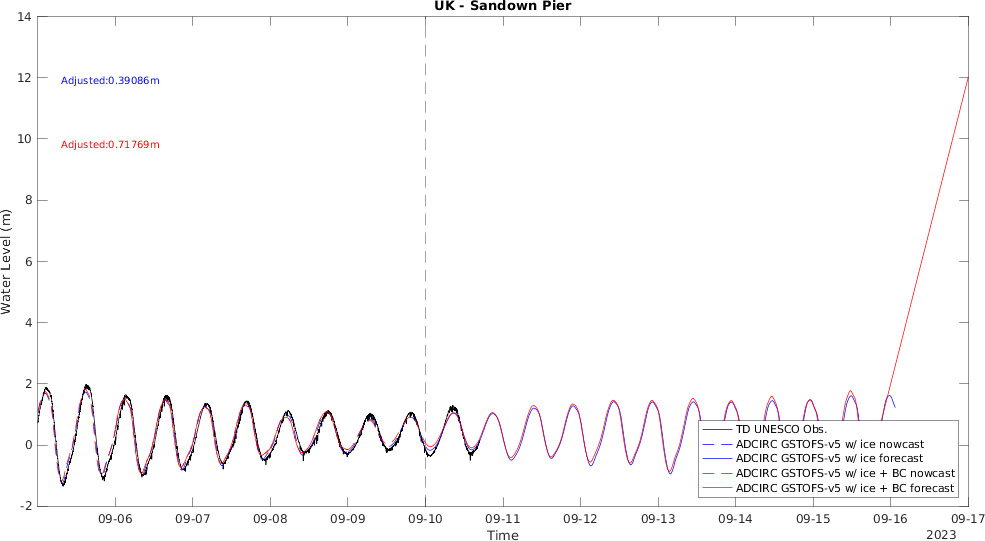 UK - Sandown Pier
14
12
10
8
6
4
2
0
-2
Water Level (m)
Adjusted:0.39086m
Adjusted:0.71769m
TD UNESCO Obs.
ADCIRC GSTOFS-v5 w/ ice nowcast
ADCIRC GSTOFS-v5 w/ ice forecast
ADCIRC GSTOFS-v5 w/ ice + BC nowcast
ADCIRC GSTOFS-v5 w/ ice + BC forecast
09-06 09-07 09-08 09-09 09-10 09-11 09-12 09-13 09-14 09-15 09-16 09-17
Time
2023